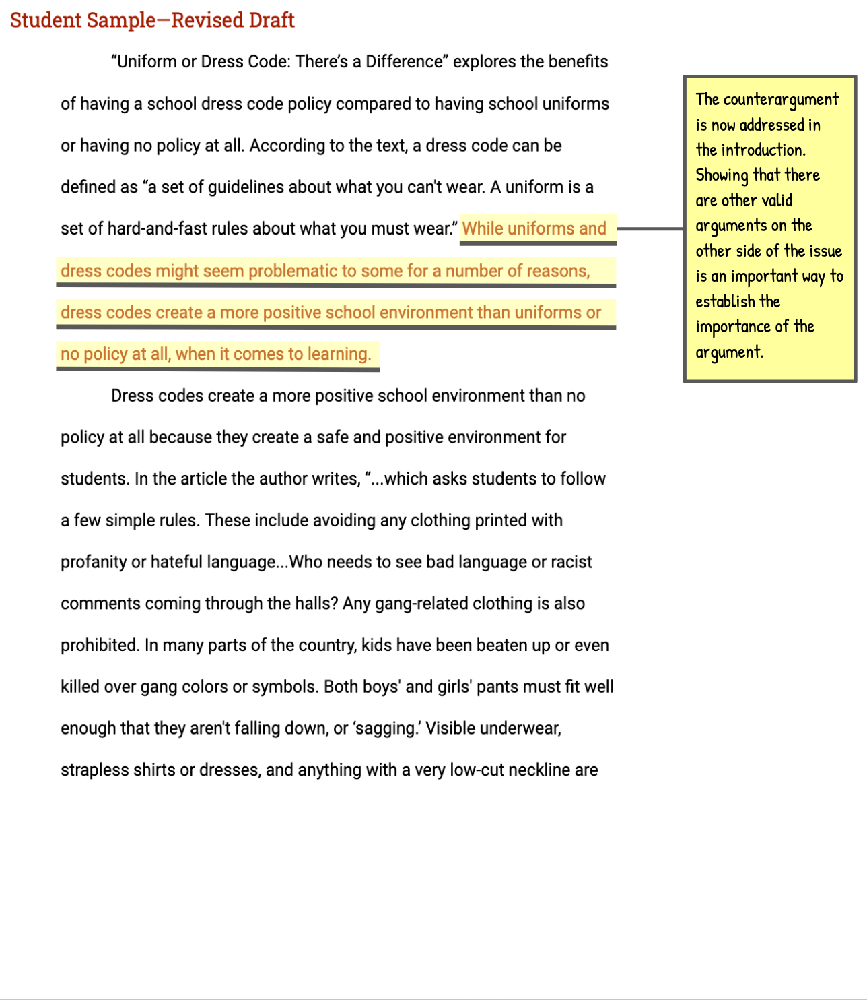 Student Sample—Revised Draft
“Uniform or Dress Code: There’s a Difference” explores the benefits
of having a school dress code policy compared to having school uniforms
or having no policy at all. According to the text, a dress code can be
defined as “a set of guidelines about what you can't wear. A uniform is a
set of hard-and-fast rules about what you must wear.” While uniforms and
dress codes might seem problematic to some for a number of reasons,
dress codes create a more positive school environment than uniforms or
no policy at all, when it comes to learning.
Dress codes create a more positive school environment than no
policy at all because they create a safe and positive environment for
students. In the article the author writes, “...which asks students to follow
a few simple rules. These include avoiding any clothing printed with
profanity or hateful language...Who needs to see bad language or racist
comments coming through the halls? Any gang-related clothing is also
prohibited. In many parts of the country, kids have been beaten up or even
killed over gang colors or symbols. Both boys' and girls' pants must fit well
enough that they aren't falling down, or ‘sagging.’ Visible underwear,
strapless shirts or dresses, and anything with a very low-cut neckline are
The counterargument
is now addressed in
the introduction.
Showing that there
are other valid
arguments on the
other side of the issue
is an important way to
establish the
importance of the
argument.